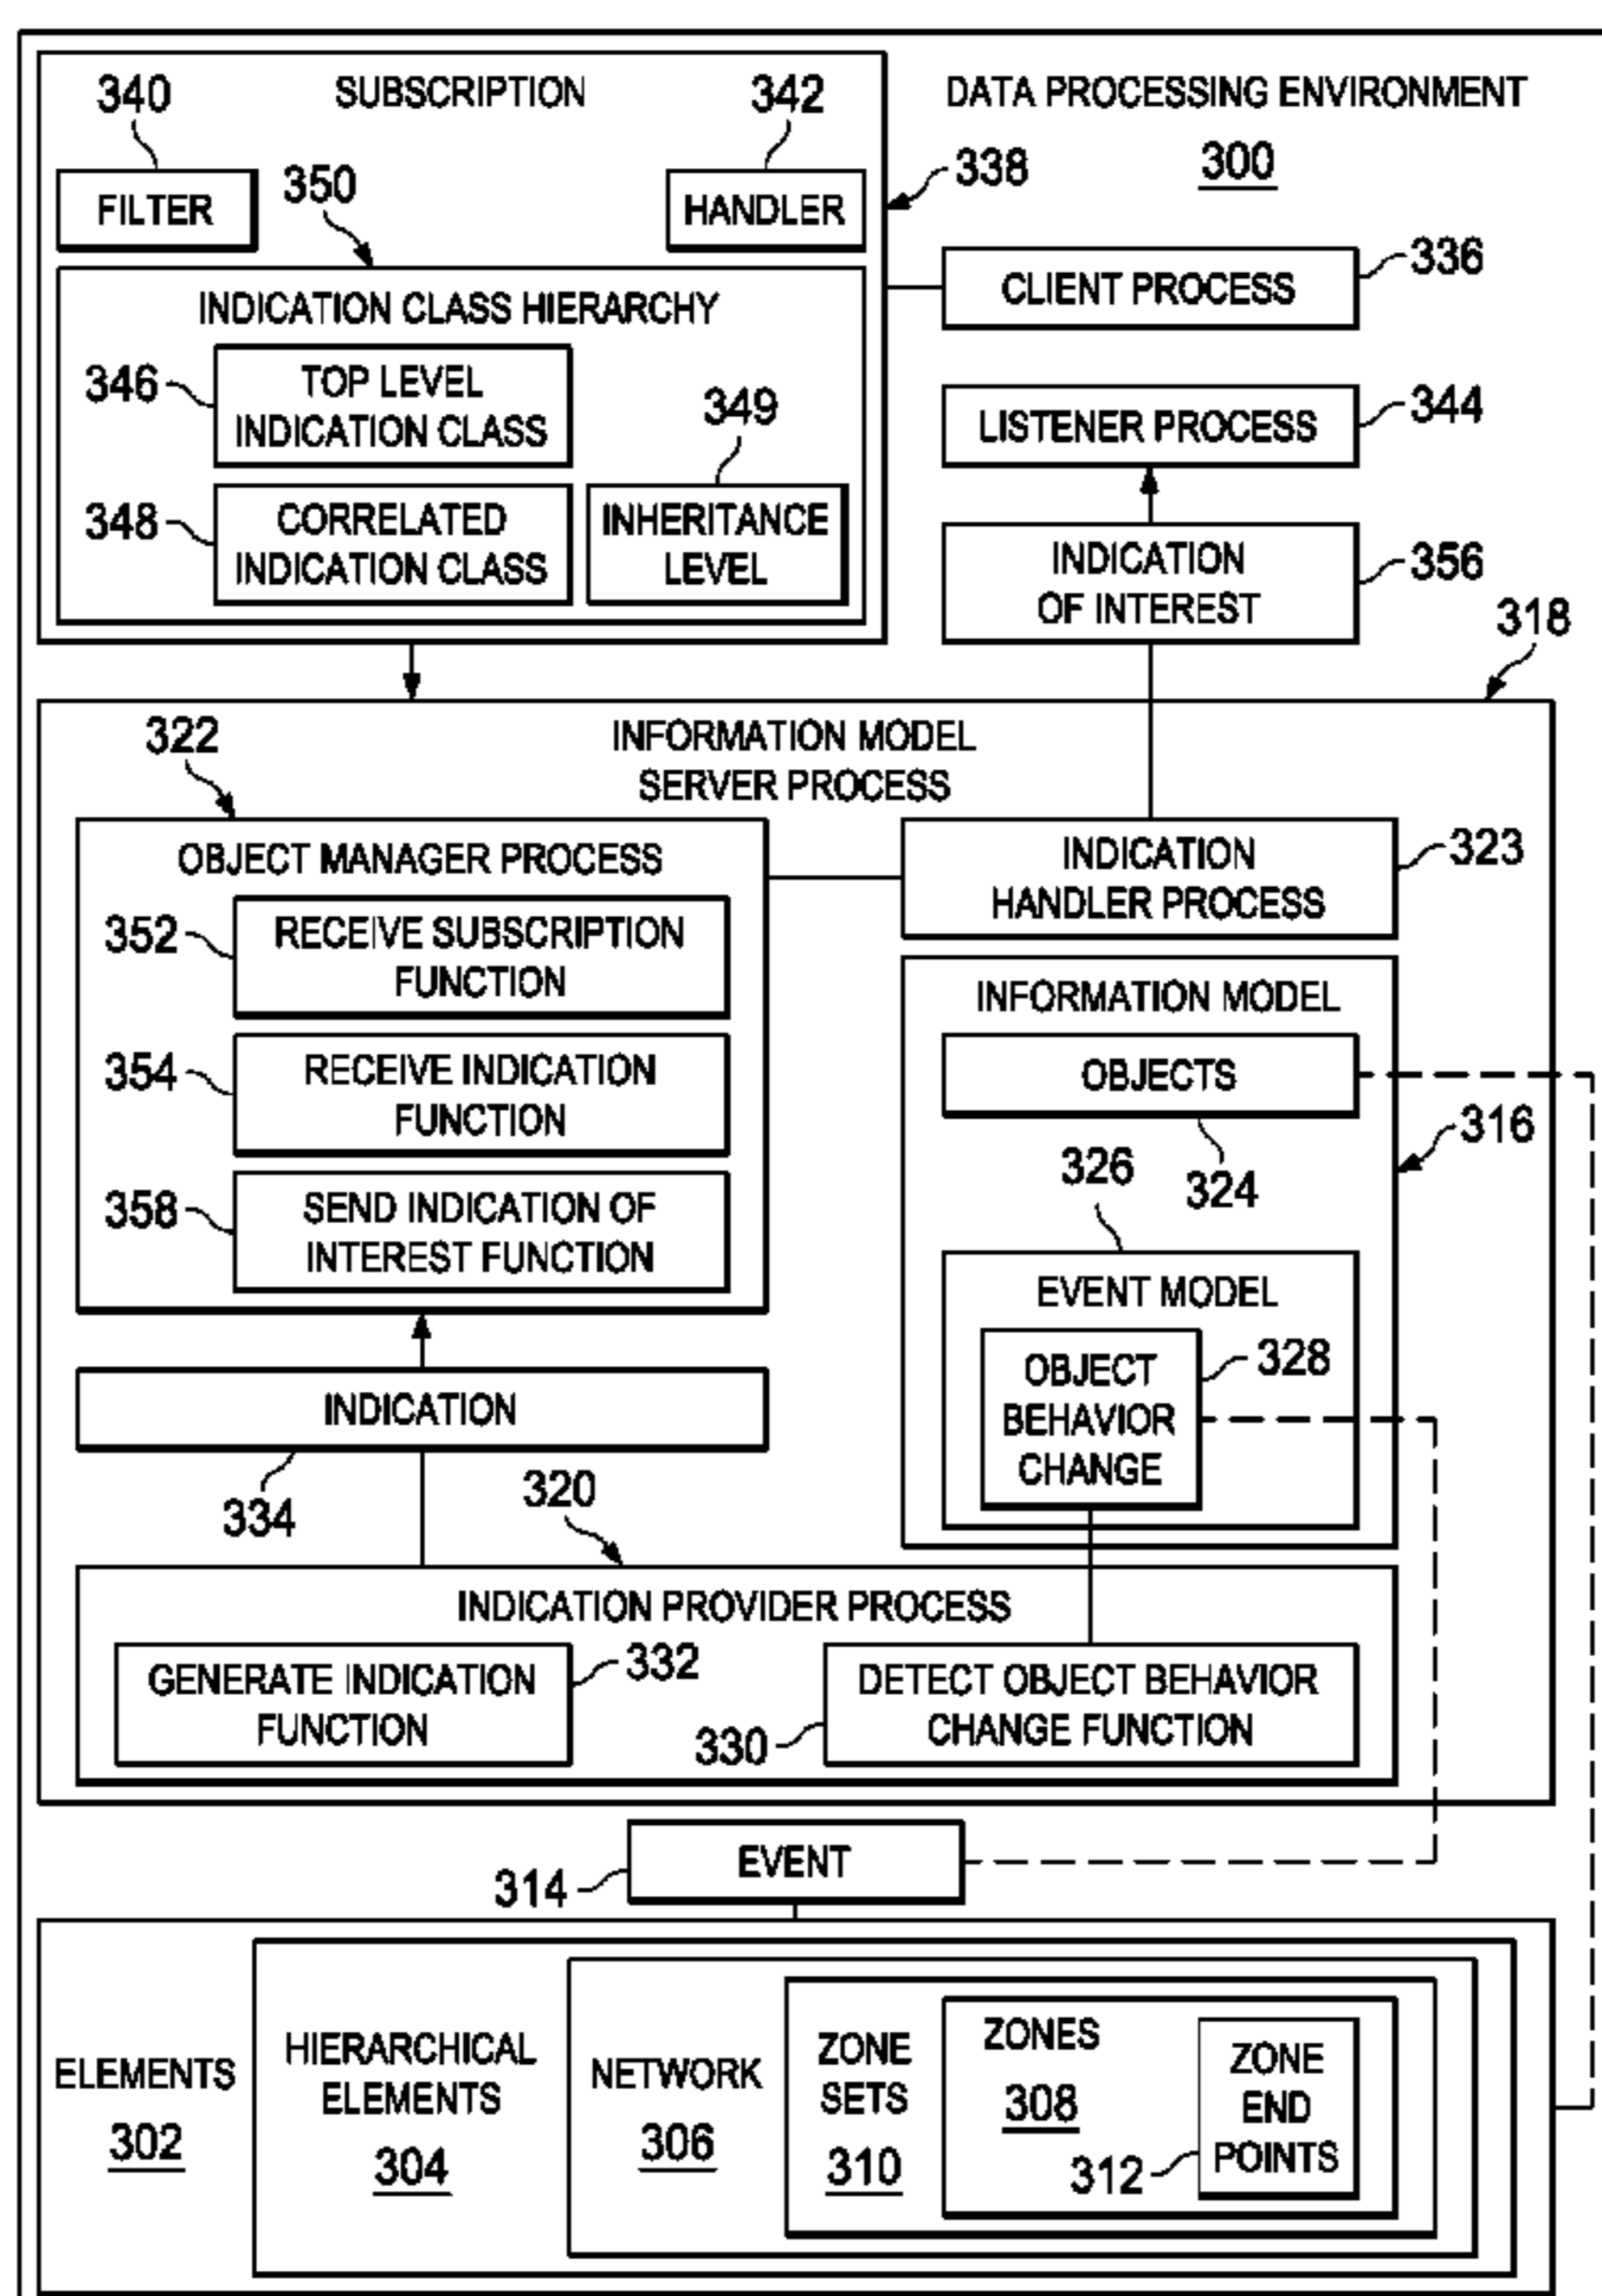 SUBSCRIPTION
340
342
FILTER
350
HANDLER
338
DATA PROCESSING ENVIRONMENT
300
INDICATION CLASS HIERARCHY
346
TOP LEVEL
INDICATION CLASS
349
348
CORRELATED
INDICATION CLASS
INHERITANCE
LEVEL
CLIENT PROCESS
336
LISTENER PROCESS
344
INDICATION
OF INTEREST
356
318
INFORMATION MODEL
SERVER PROCESS
322
OBJECT MANAGER PROCESS
352
RECEIVE SUBSCRIPTION
FUNCTION
354
RECEIVE INDICATION
FUNCTION
358
SEND INDICATION OF
INTEREST FUNCTION
INDICATION
HANDLER PROCESS
323
INFORMATION MODEL
OBJECTS
316
324
326
EVENT MODEL
OBJECT
BEHAVIOR
CHANGE
328
INDICATION
334
320
INDICATION PROVIDER PROCESS
GENERATE INDICATION
FUNCTION
332
DETECT OBJECT BEHAVIOR
CHANGE FUNCTION
330
EVENT
314
ELEMENTS
302
HIERARCHICAL
ELEMENTS
304
NETWORK
306
ZONE
SETS
310
ZONES
308
ZONE
END
POINTS
312